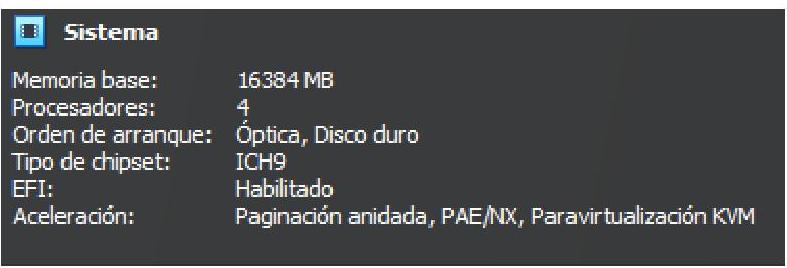 Sistema
Memoria base: 16384 MB
Procesadores: 4
Orden de arranque: Óptica, Disco duro
Tipo de chipset: ICH9
EFI: Habilitado
Aceleración: Paginación anidada, PAE/NX, Paravirtualización KVM